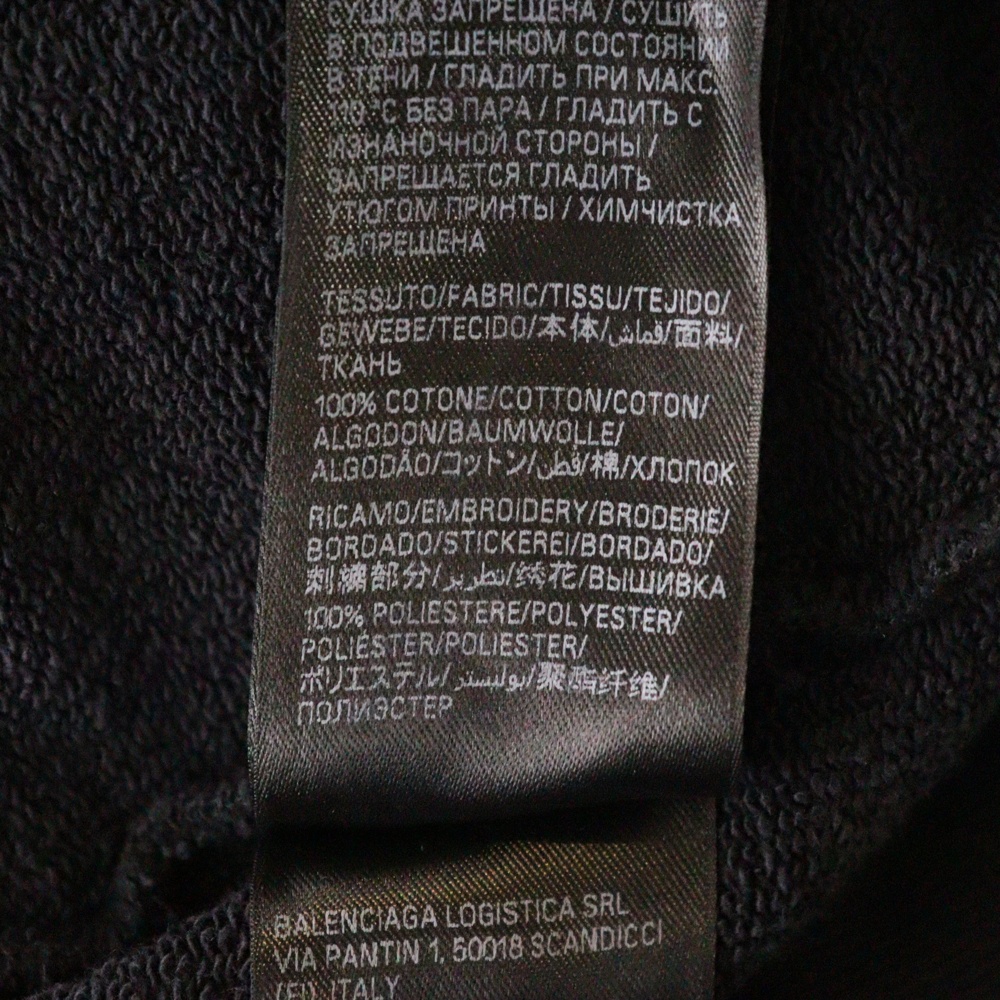 СУШКА ЗАПРЕЩЕНА / СУШИТЬ
В ПОДВЕШЕННОМ СОСТОЯНИИ
В ТЕНИ / ГЛАДИТЬ ПРИ МАКС.
110 °C БЕЗ ПАРА / ГЛАДИТЬ С
ИЗНАНОЧНОЙ СТОРОНЫ /
ЗАПРЕЩАЕТСЯ ГЛАДИТЬ
УТЮГОМ ПРИНТЫ / ХИМЧИСТКА
ЗАПРЕЩЕНА
TESSUTO/FABRIC/TISSU/TEJIDO/
GEWEBE/TECIDO/本体/قماش/面料/
ТКАНЬ
100% COTONE/COTTON/COTON/
ALGODON/BAUMWOLLE/
ALGODÃO/コットン/قطن/棉/ХЛОПОК
RICAMO/EMBROIDERY/BRODERIE/
BORDADO/STICKEREI/BORDADO/
刺繍部分/تطريز/绣花/ВЫШИВКА
100% POLIESTERE/POLYESTER/
POLIÉSTER/POLIESTER/
ポリエステル/بوليستر/聚酯纤维/
ПОЛИЭСТЕР
BALENCIAGA LOGISTICA SRL
VIA PANTIN 1, 50018 SCANDICCI
(FI), ITALY